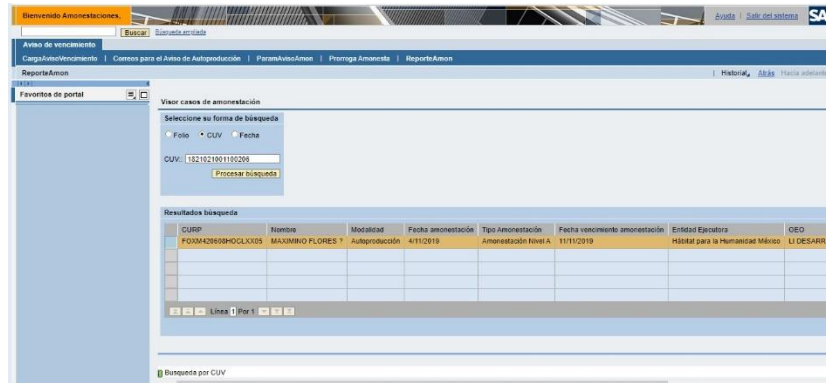 Bienvenido Amonestaciones,
Ayuda | Salir del sistema SA
Buscar Búsqueda ampliada
Aviso de vencimiento
CargaAvisoVencimiento | Correos para el Aviso de Autoproducción | ParamAvisoAmon | Prorroga Amonesta | ReporteAmon
ReporteAmon | Historial, Atrás Hacia adelante
Favoritos de portal
Visor casos de amonestación
Seleccione su forma de búsqueda
Folio CUV Fecha
CUV: 1821021001100206
Procesar búsqueda
Resultados búsqueda
CURP Nombre Modalidad Fecha amonestación Tipo Amonestación Fecha vencimiento amonestación Entidad Ejecutora OEO
FOXM420608HOCLXX05 MAXIMINO FLORES ? Autoproducción 4/11/2019 Amonestación Nivel A 11/11/2019 Hábitat para la Humanidad México LI DESARR
Línea 1 Por 1
Busqueda por CUV